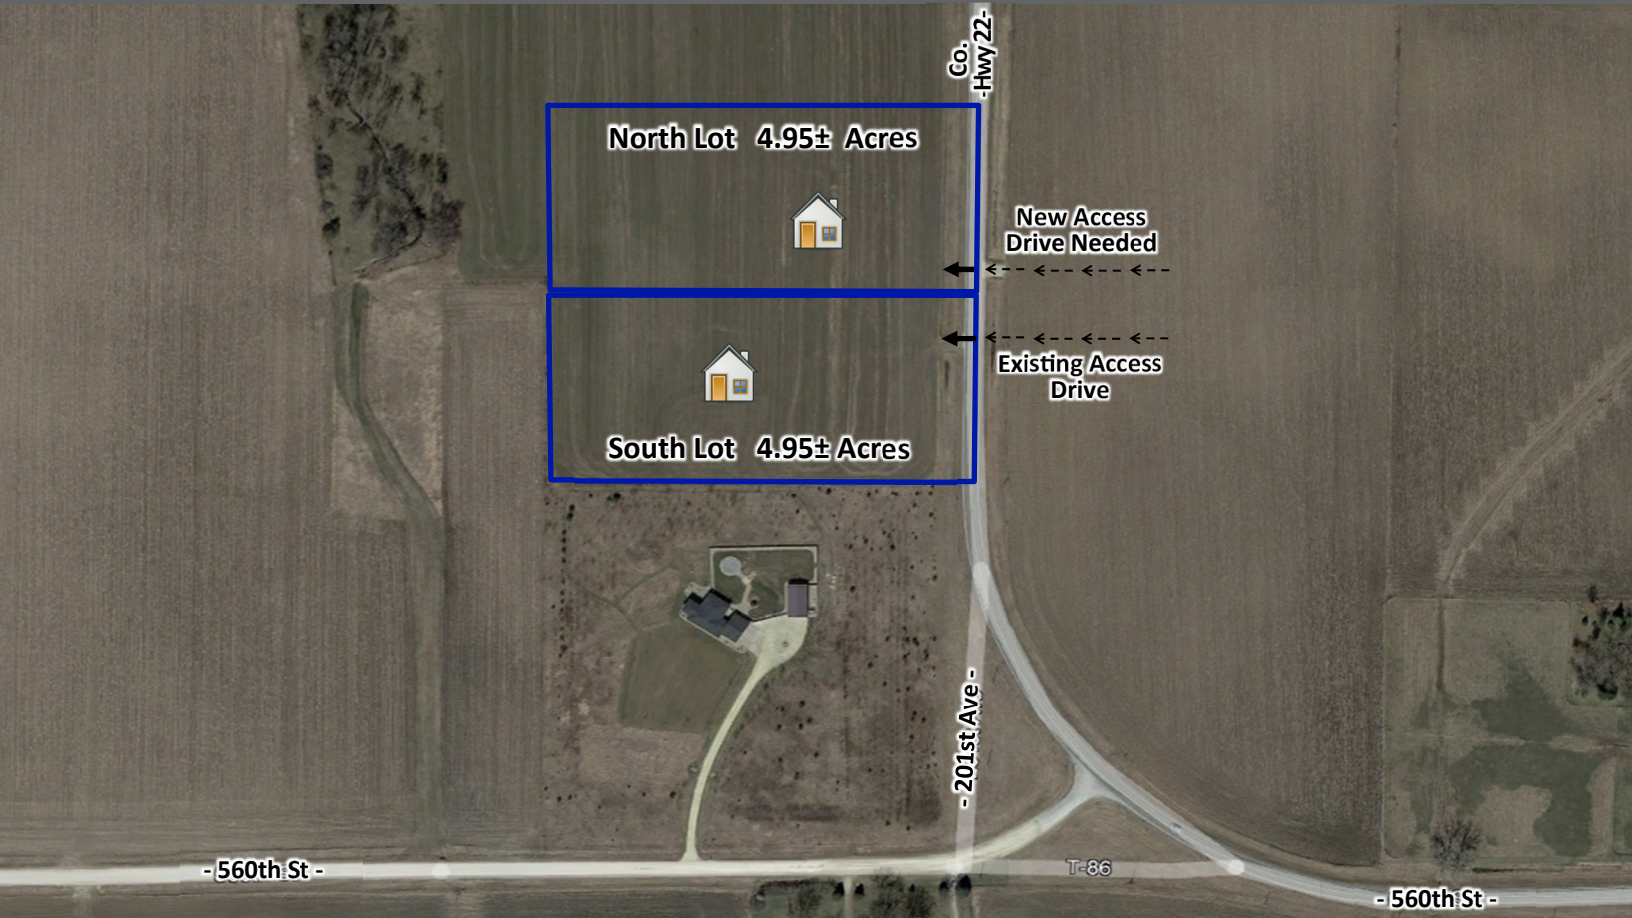 Co.
-Hwy 22-
North Lot 4.95± Acres
New Access
Drive Needed
Existing Access
Drive
South Lot 4.95± Acres
- 201st Ave -
- 560th St -
T-86
- 560th St -